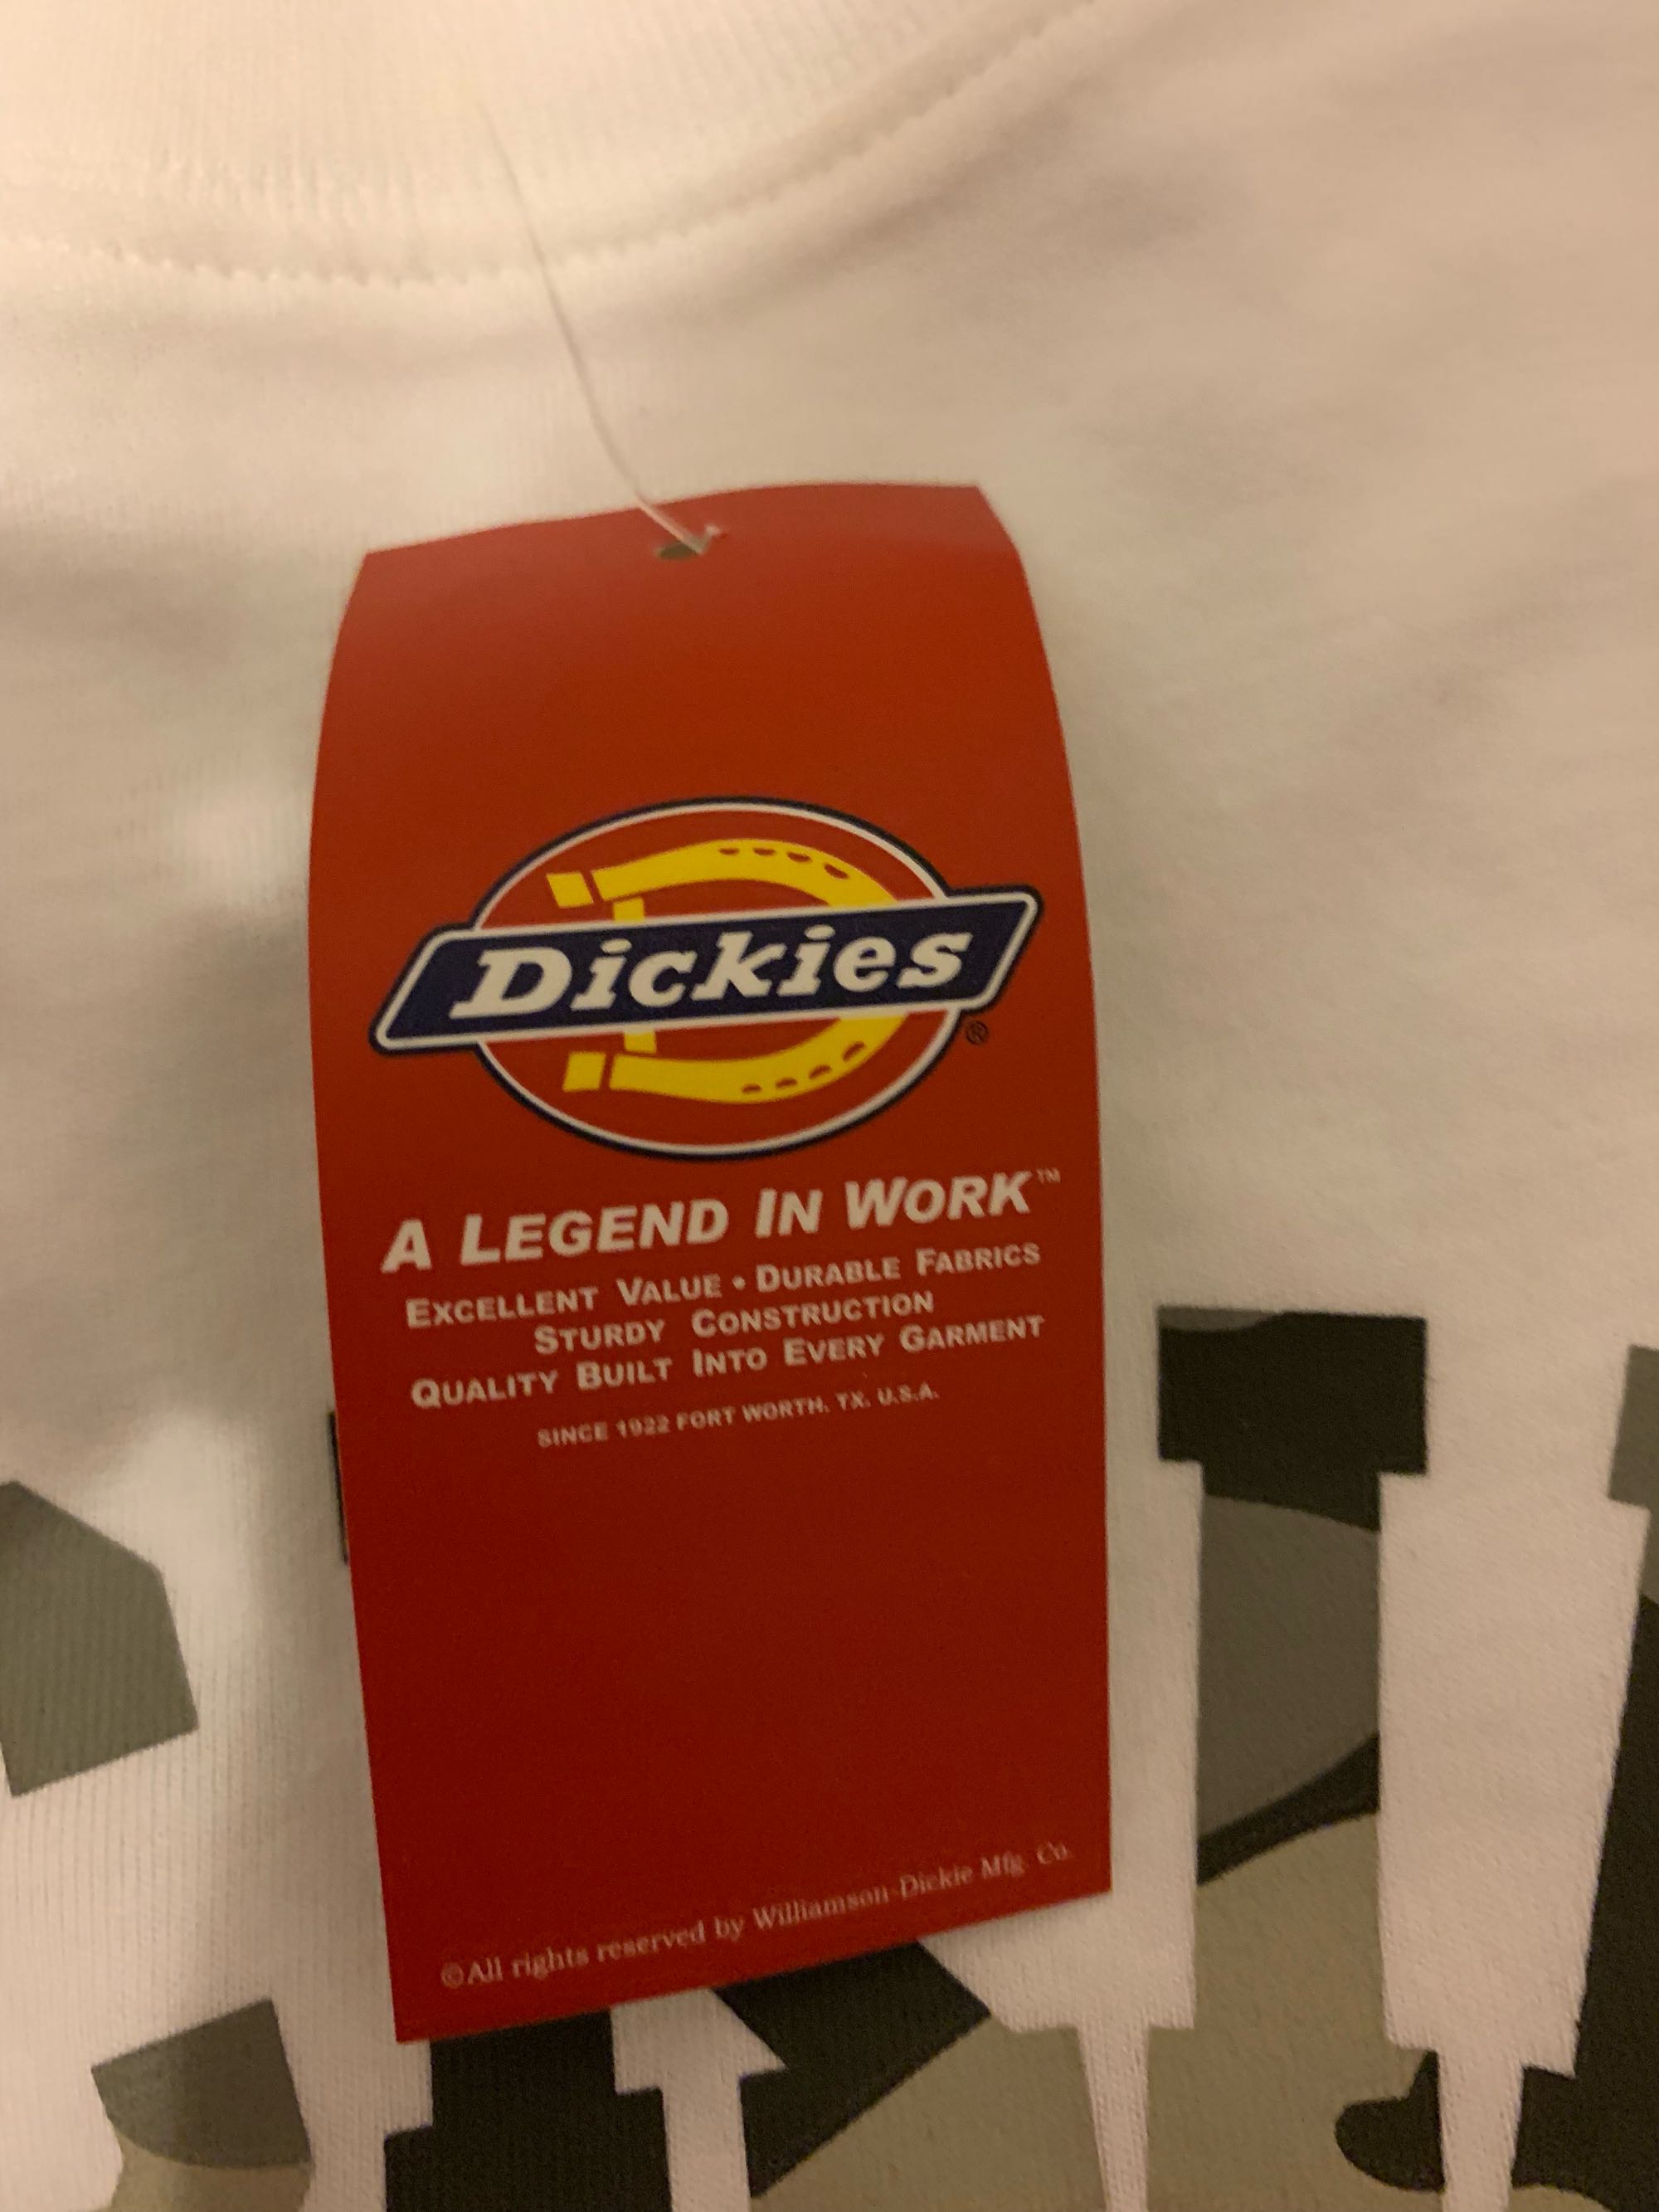 Dickies
®
A LEGEND IN WORK™
EXCELLENT VALUE • DURABLE FABRICS
STURDY CONSTRUCTION
QUALITY BUILT INTO EVERY GARMENT
SINCE 1922 FORT WORTH, TX. U.S.A.
©All rights reserved by Williamson-Dickie Mfg. Co.